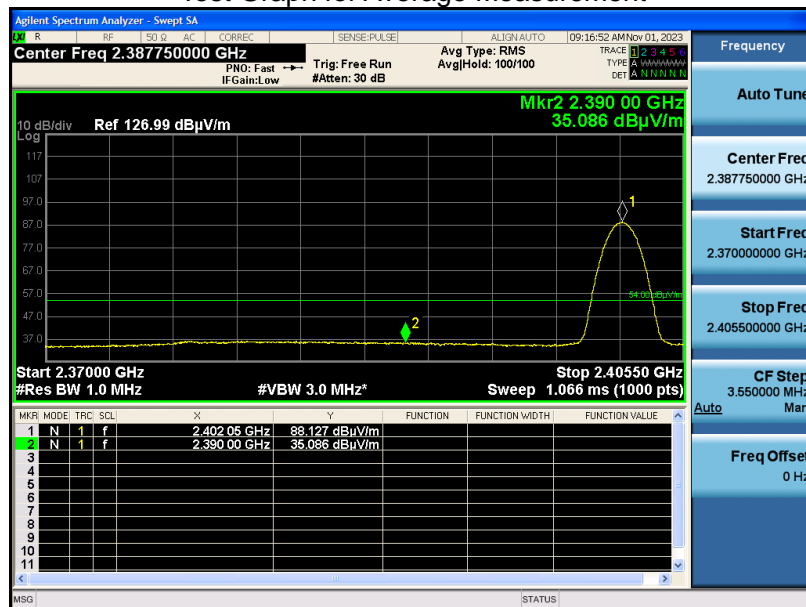 Test Graph for Average Measurement
Agilent Spectrum Analyzer - Swept SA
LXI R RF 50 Ω AC CORREC SENSE:PULSE ALIGN AUTO 09:16:52 AM Nov 01, 2023
Center Freq 2.387750000 GHz
PNO: Fast
IFGain:Low
Trig: Free Run
#Atten: 30 dB
Avg Type: RMS
Avg|Hold: 100/100
TRACE 1 2 3 4 5 6
TYPE A WWWWW
DET A N N N N N
Mkr2 2.390 00 GHz
35.086 dBµV/m
10 dB/div Ref 126.99 dBµV/m
Log
117
107
97.0
87.0
77.0
67.0
57.0
47.0
37.0
1
2
54.00 dBµV/m
Start 2.37000 GHz Stop 2.40550 GHz
#Res BW 1.0 MHz #VBW 3.0 MHz* Sweep 1.066 ms (1000 pts)
MKR MODE TRC SCL X Y FUNCTION FUNCTION WIDTH FUNCTION VALUE
1 N 1 f 2.402 05 GHz 88.127 dBµV/m
2 N 1 f 2.390 00 GHz 35.086 dBµV/m
3
4
5
6
7
8
9
10
11
MSG STATUS
Frequency
Auto Tune
Center Freq
2.387750000 GHz
Start Freq
2.370000000 GHz
Stop Freq
2.405500000 GHz
CF Step
3.550000 MHz
Auto Man
Freq Offset
0 Hz